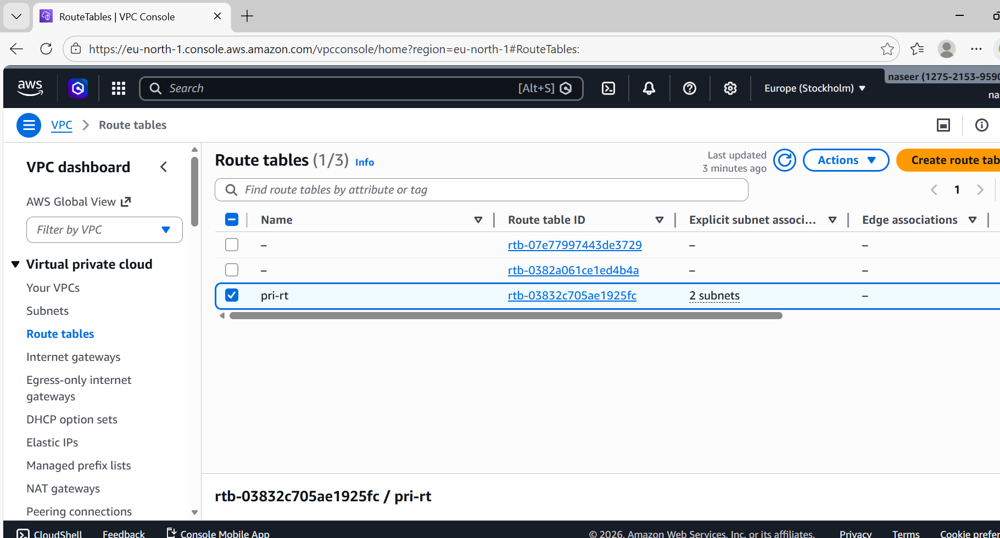 RouteTables | VPC Console
https://eu-north-1.console.aws.amazon.com/vpcconsole/home?region=eu-north-1#RouteTables:
aws
Search
[Alt+S]
Europe (Stockholm)
naseer (1275-2153-9590
na
VPC
Route tables
VPC dashboard
AWS Global View
Filter by VPC
Virtual private cloud
Your VPCs
Subnets
Route tables
Internet gateways
Egress-only internet
gateways
DHCP option sets
Elastic IPs
Managed prefix lists
NAT gateways
Peering connections
Route tables (1/3) Info
Last updated
3 minutes ago
Actions
Create route tab
Find route tables by attribute or tag
1
Name Route table ID Explicit subnet associ... Edge associations
– rtb-07e77997443de3729 – –
– rtb-0382a061ce1ed4b4a – –
pri-rt rtb-03832c705ae1925fc 2 subnets –
rtb-03832c705ae1925fc / pri-rt
CloudShell Feedback Console Mobile App © 2026, Amazon Web Services, Inc. or its affiliates. Privacy Terms Cookie prefer